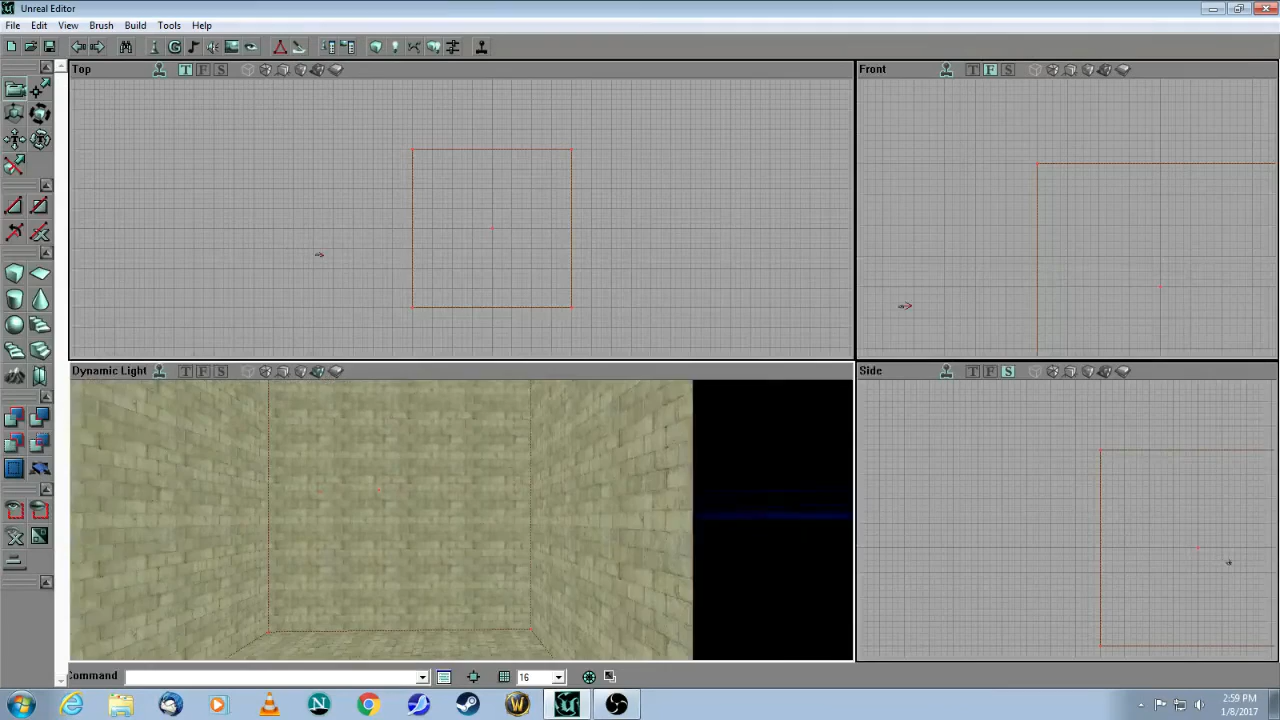 Unreal Editor
File Edit View Brush Build Tools Help
Top T F S
Front T F S
Dynamic Light T F S
Side T F S
Command 16
2:59 PM
1/8/2017